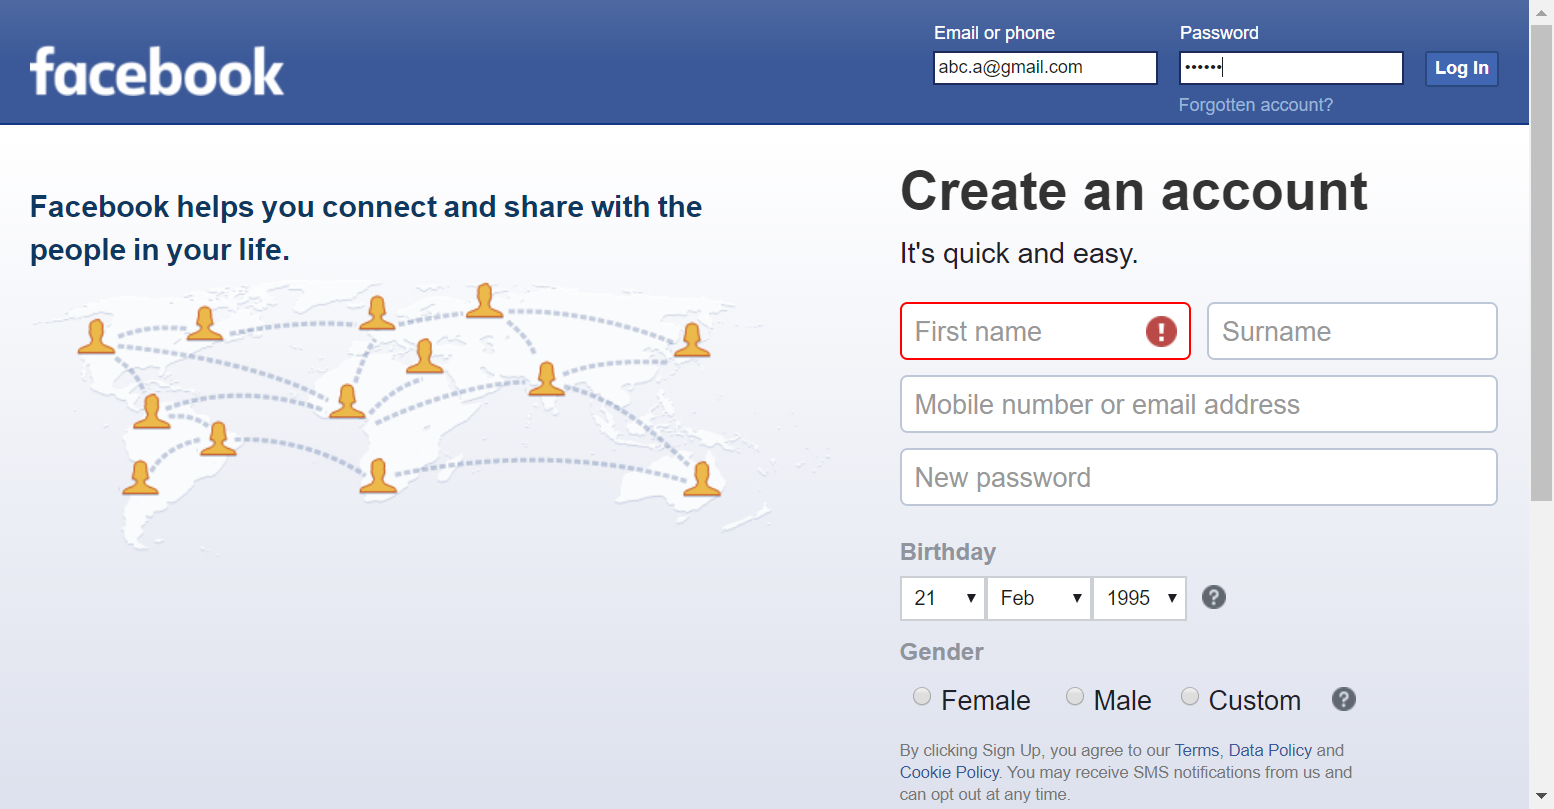 facebook
Email or phone
Password
abc.a@gmail.com
••••••
Log In
Forgotten account?
Facebook helps you connect and share with the
people in your life.
Create an account
It's quick and easy.
First name
Surname
Mobile number or email address
New password
Birthday
21
Feb
1995
Gender
Female
Male
Custom
By clicking Sign Up, you agree to our Terms, Data Policy and
Cookie Policy. You may receive SMS notifications from us and
can opt out at any time.